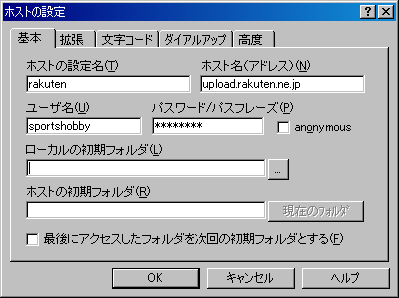 ホストの設定
基本 拡張 文字コード ダイアルアップ 高度
ホストの設定名(T) ホスト名(アドレス)(N)
rakuten upload.rakuten.ne.jp
ユーザ名(U) パスワード/パスフレーズ(P)
sportshobby ******** anonymous
ローカルの初期フォルダ(L)
...
ホストの初期フォルダ(R)
現在のフォルダ
最後にアクセスしたフォルダを次回の初期フォルダとする(F)
OK キャンセル ヘルプ